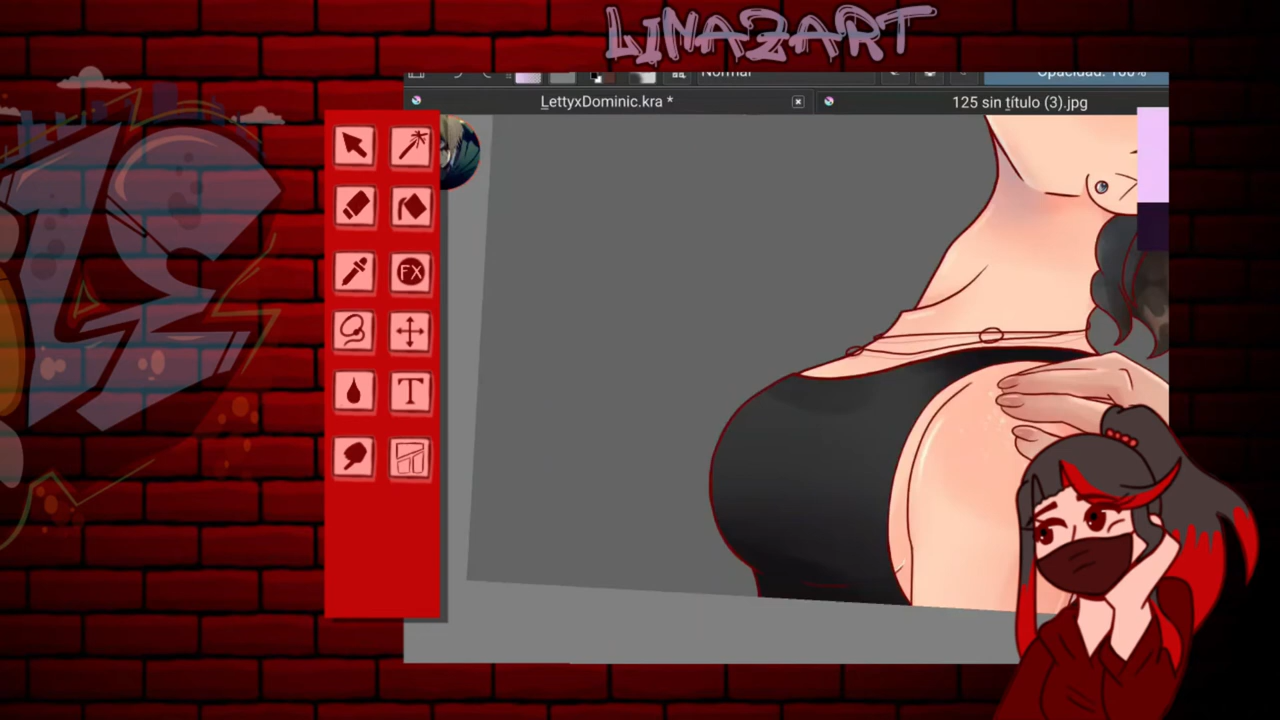 LINAZART
Normal
Opacidad: 100%
LettyxDominic.kra *
125 sin título (3).jpg
FX
T